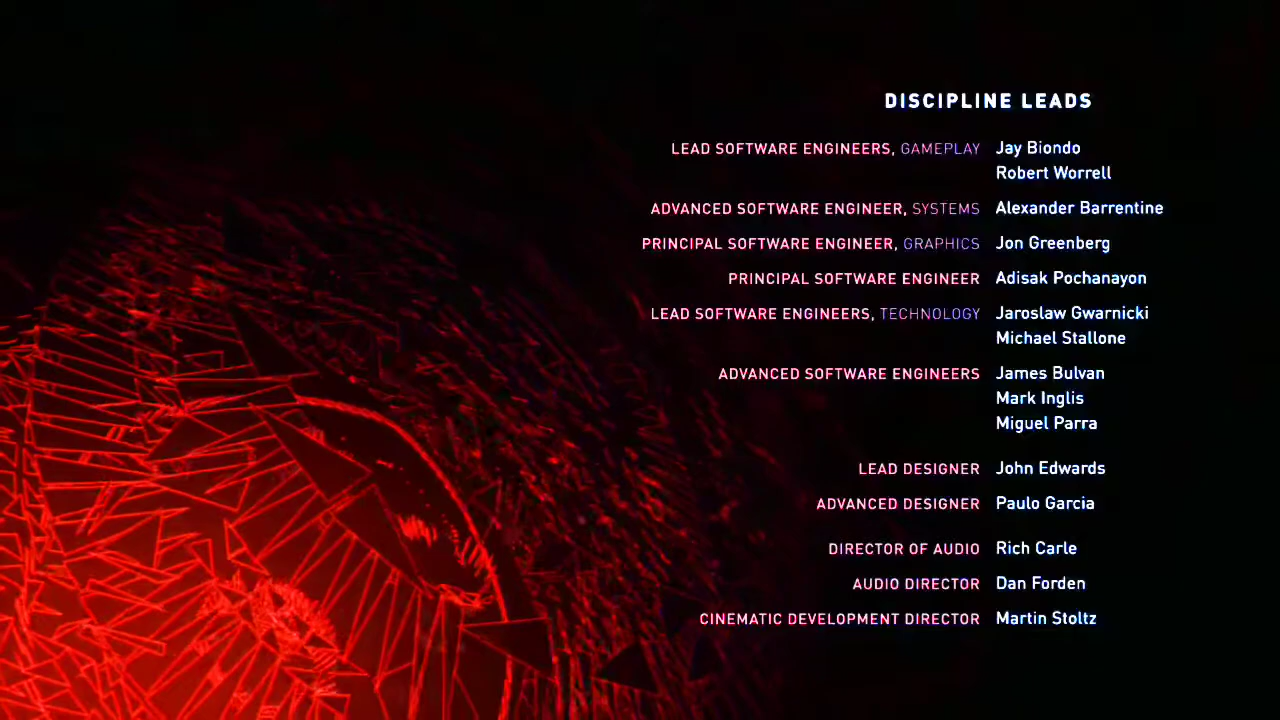 DISCIPLINE LEADS
LEAD SOFTWARE ENGINEERS, GAMEPLAY Jay Biondo
Robert Worrell
ADVANCED SOFTWARE ENGINEER, SYSTEMS Alexander Barrentine
PRINCIPAL SOFTWARE ENGINEER, GRAPHICS Jon Greenberg
PRINCIPAL SOFTWARE ENGINEER Adisak Pochanayon
LEAD SOFTWARE ENGINEERS, TECHNOLOGY Jaroslaw Gwarnicki
Michael Stallone
ADVANCED SOFTWARE ENGINEERS James Bulvan
Mark Inglis
Miguel Parra
LEAD DESIGNER John Edwards
ADVANCED DESIGNER Paulo Garcia
DIRECTOR OF AUDIO Rich Carle
AUDIO DIRECTOR Dan Forden
CINEMATIC DEVELOPMENT DIRECTOR Martin Stoltz